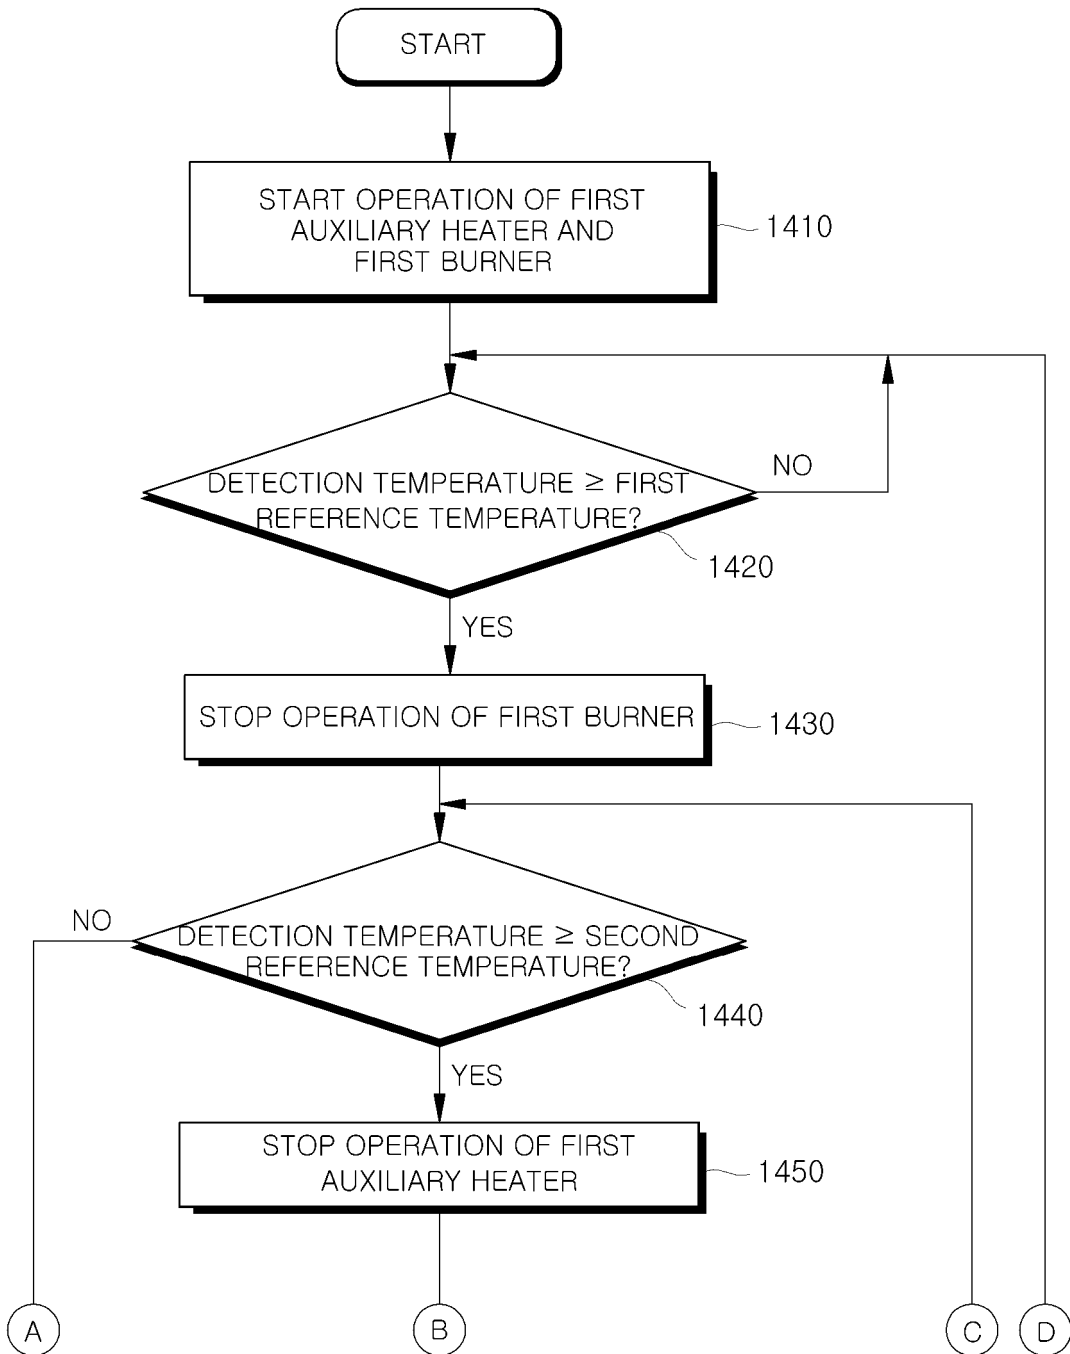 START
START OPERATION OF FIRST
AUXILIARY HEATER AND
FIRST BURNER
1410
NO
DETECTION TEMPERATURE ≥ FIRST
REFERENCE TEMPERATURE?
1420
YES
STOP OPERATION OF FIRST BURNER
1430
NO
DETECTION TEMPERATURE ≥ SECOND
REFERENCE TEMPERATURE?
1440
YES
STOP OPERATION OF FIRST
AUXILIARY HEATER
1450
A
B
C
D